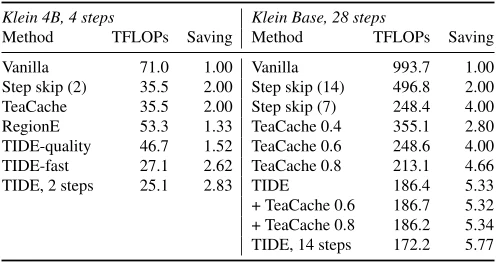 Klein 4B, 4 steps
Method TFLOPs Saving
Vanilla 71.0 1.00
Step skip (2) 35.5 2.00
TeaCache 35.5 2.00
RegionE 53.3 1.33
TIDE-quality 46.7 1.52
TIDE-fast 27.1 2.62
TIDE, 2 steps 25.1 2.83
Klein Base, 28 steps
Method TFLOPs Saving
Vanilla 993.7 1.00
Step skip (14) 496.8 2.00
Step skip (7) 248.4 4.00
TeaCache 0.4 355.1 2.80
TeaCache 0.6 248.6 4.00
TeaCache 0.8 213.1 4.66
TIDE 186.4 5.33
+ TeaCache 0.6 186.7 5.32
+ TeaCache 0.8 186.2 5.34
TIDE, 14 steps 172.2 5.77